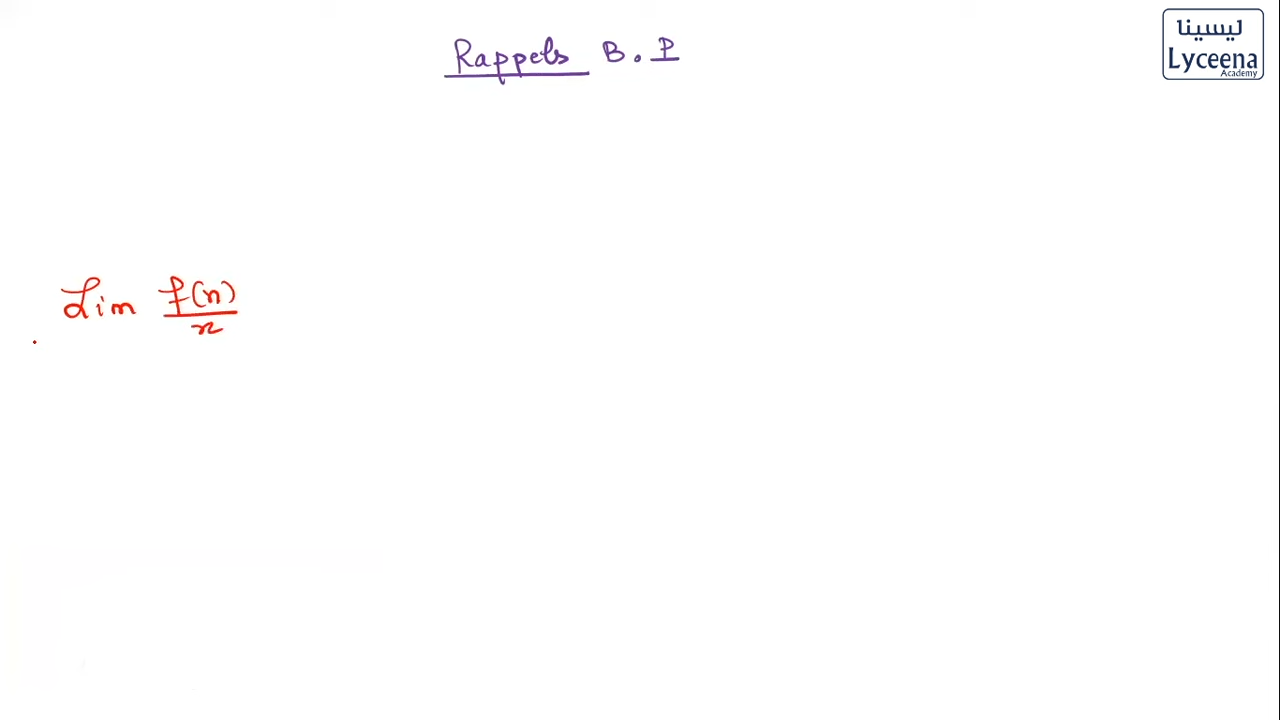 Rappels B.P
ليسينا
Lyceena
Academy
Lim f(x)/x